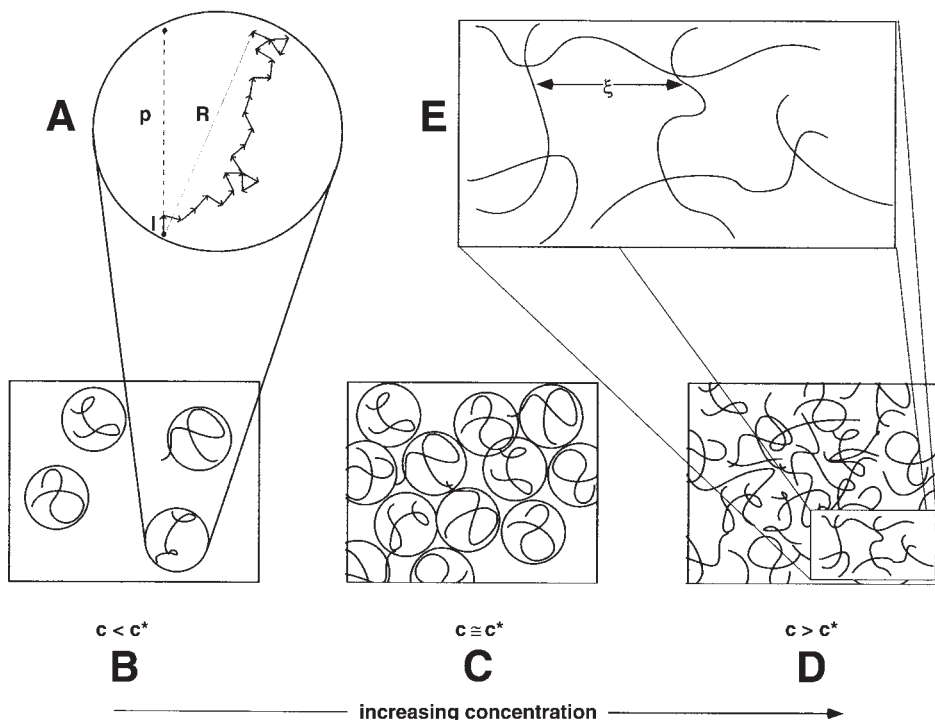 A
p
R
l
E
ξ
c < c*
B
c ≅ c*
C
c > c*
D
increasing concentration